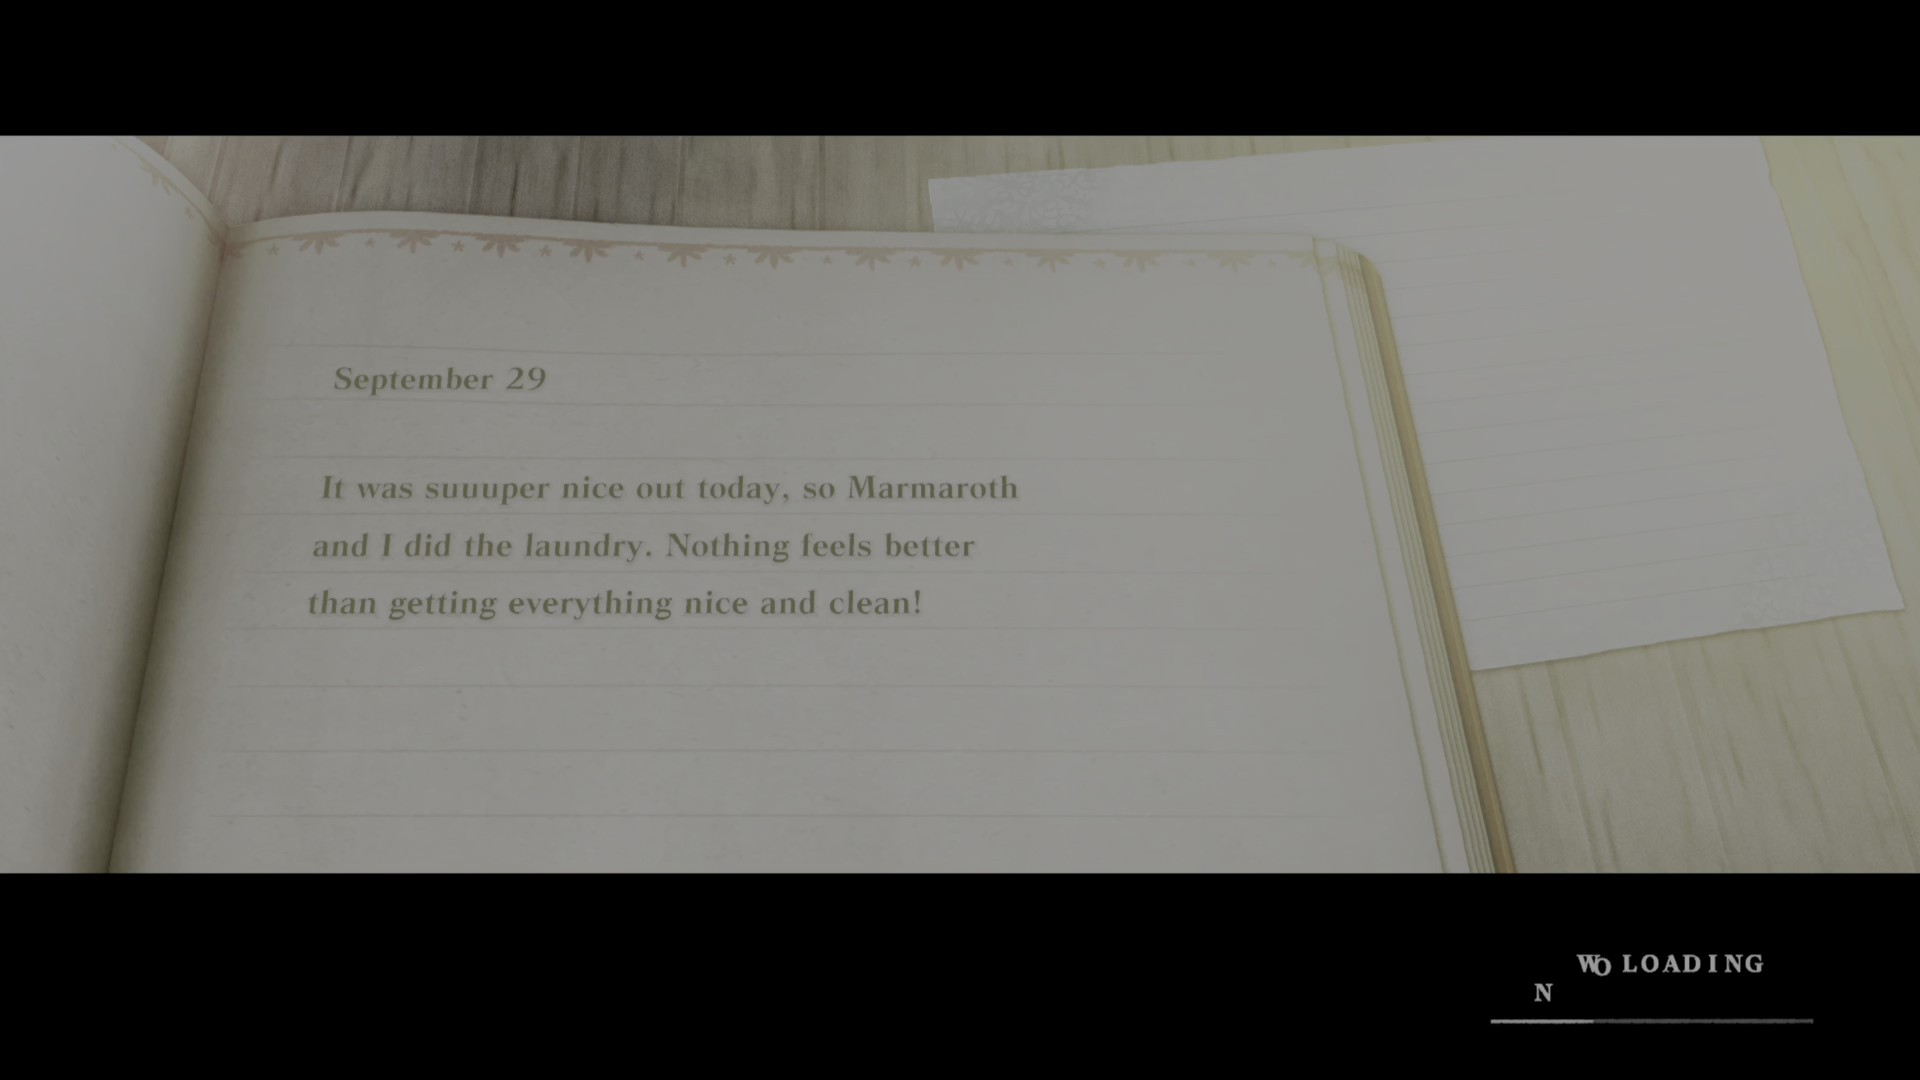 September 29
It was suuuper nice out today, so Marmaroth
and I did the laundry. Nothing feels better
than getting everything nice and clean!
NWO LOADING